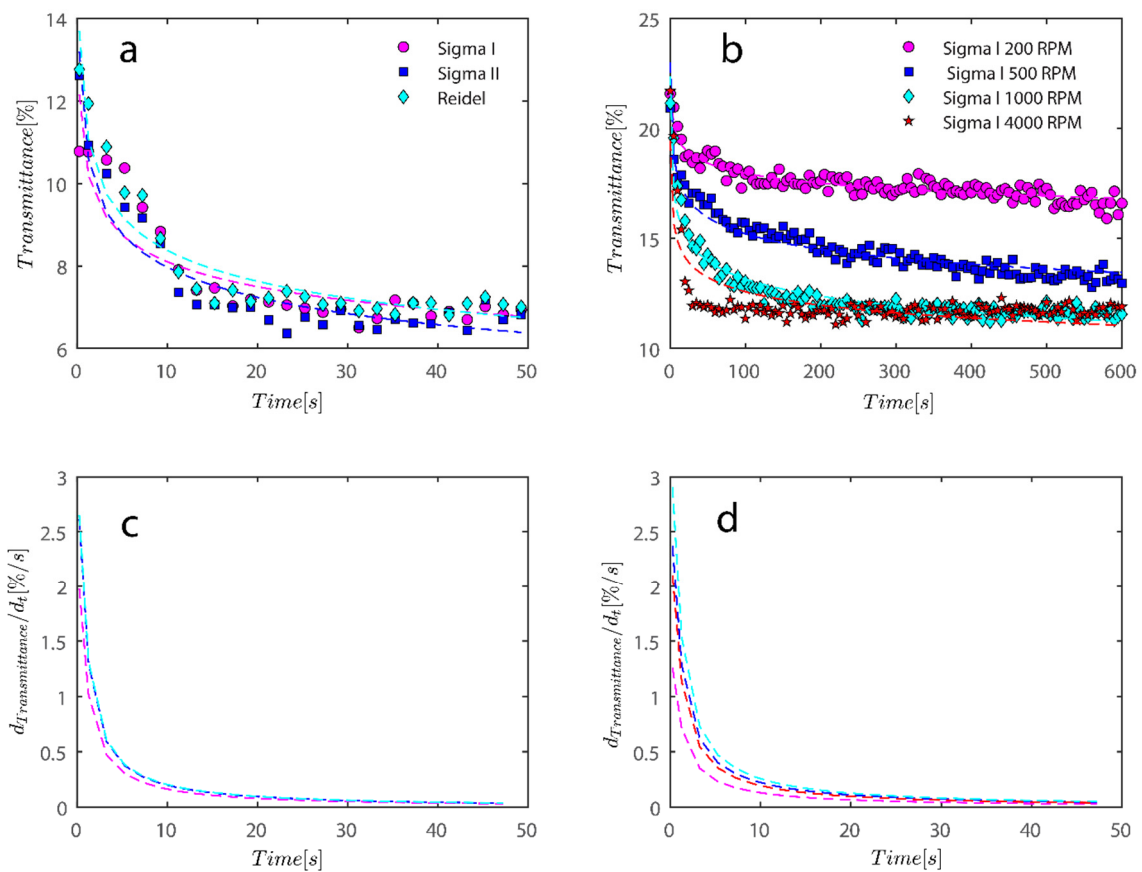 a
Sigma I
Sigma II
Reidel
Transmittance[%]
14
12
10
8
6
0
10
20
30
40
50
Time[s]
b
Sigma I 200 RPM
Sigma I 500 RPM
Sigma I 1000 RPM
Sigma I 4000 RPM
Transmittance[%]
25
20
15
10
0
100
200
300
400
500
600
Time[s]
c
d_Transmittance/d_t[%/s]
3
2.5
2
1.5
1
0.5
0
0
10
20
30
40
50
Time[s]
d
d_Transmittance/d_t[%/s]
3
2.5
2
1.5
1
0.5
0
0
10
20
30
40
50
Time[s]